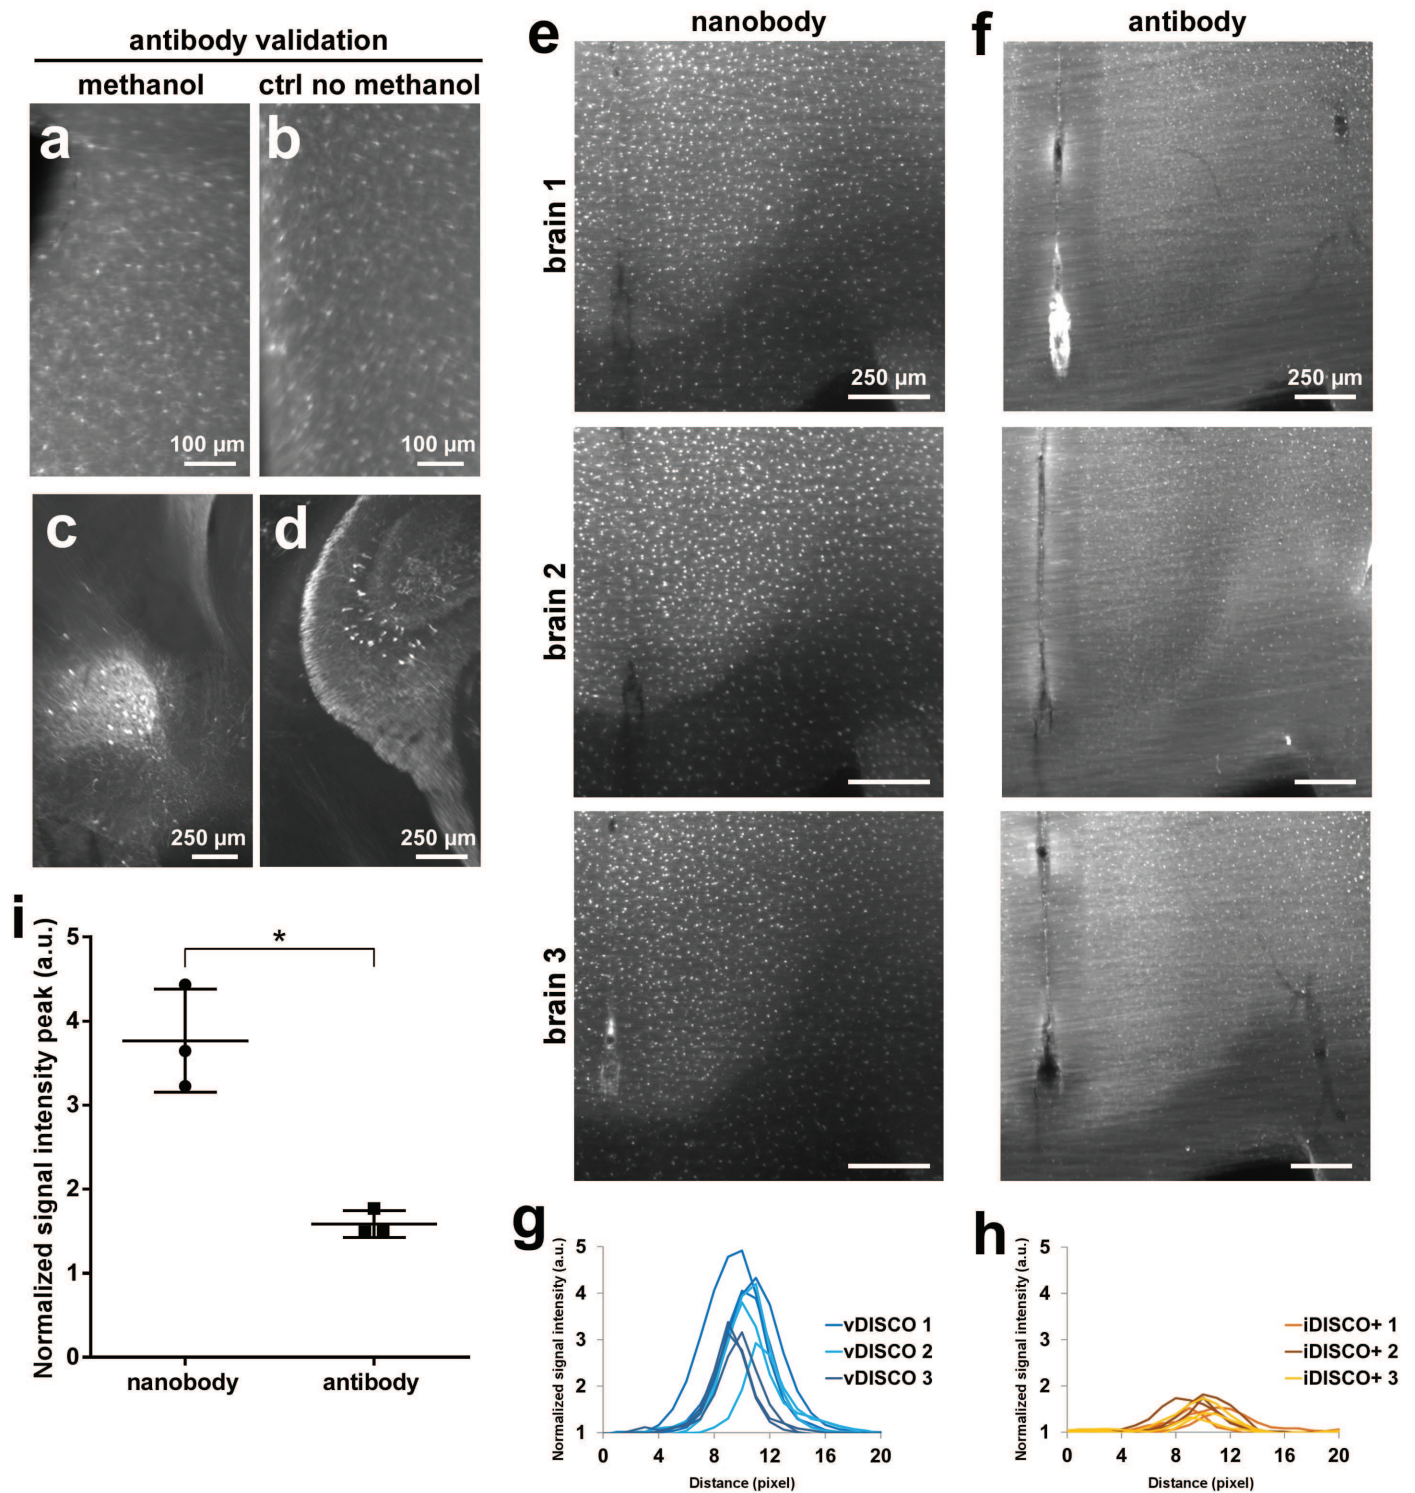 antibody validation
methanol
ctrl no methanol
a
100 µm
b
100 µm
c
250 µm
d
250 µm
e
nanobody
f
antibody
brain 1
250 µm
250 µm
brain 2
brain 3
i
Normalized signal intensity peak (a.u.)
5
4
3
2
1
0
*
nanobody
antibody
g
Normalized signal intensity (a.u.)
5
4
3
2
1
0 4 8 12 16 20
Distance (pixel)
vDISCO 1
vDISCO 2
vDISCO 3
h
Normalized signal intensity (a.u.)
5
4
3
2
1
0 4 8 12 16 20
Distance (pixel)
iDISCO+ 1
iDISCO+ 2
iDISCO+ 3